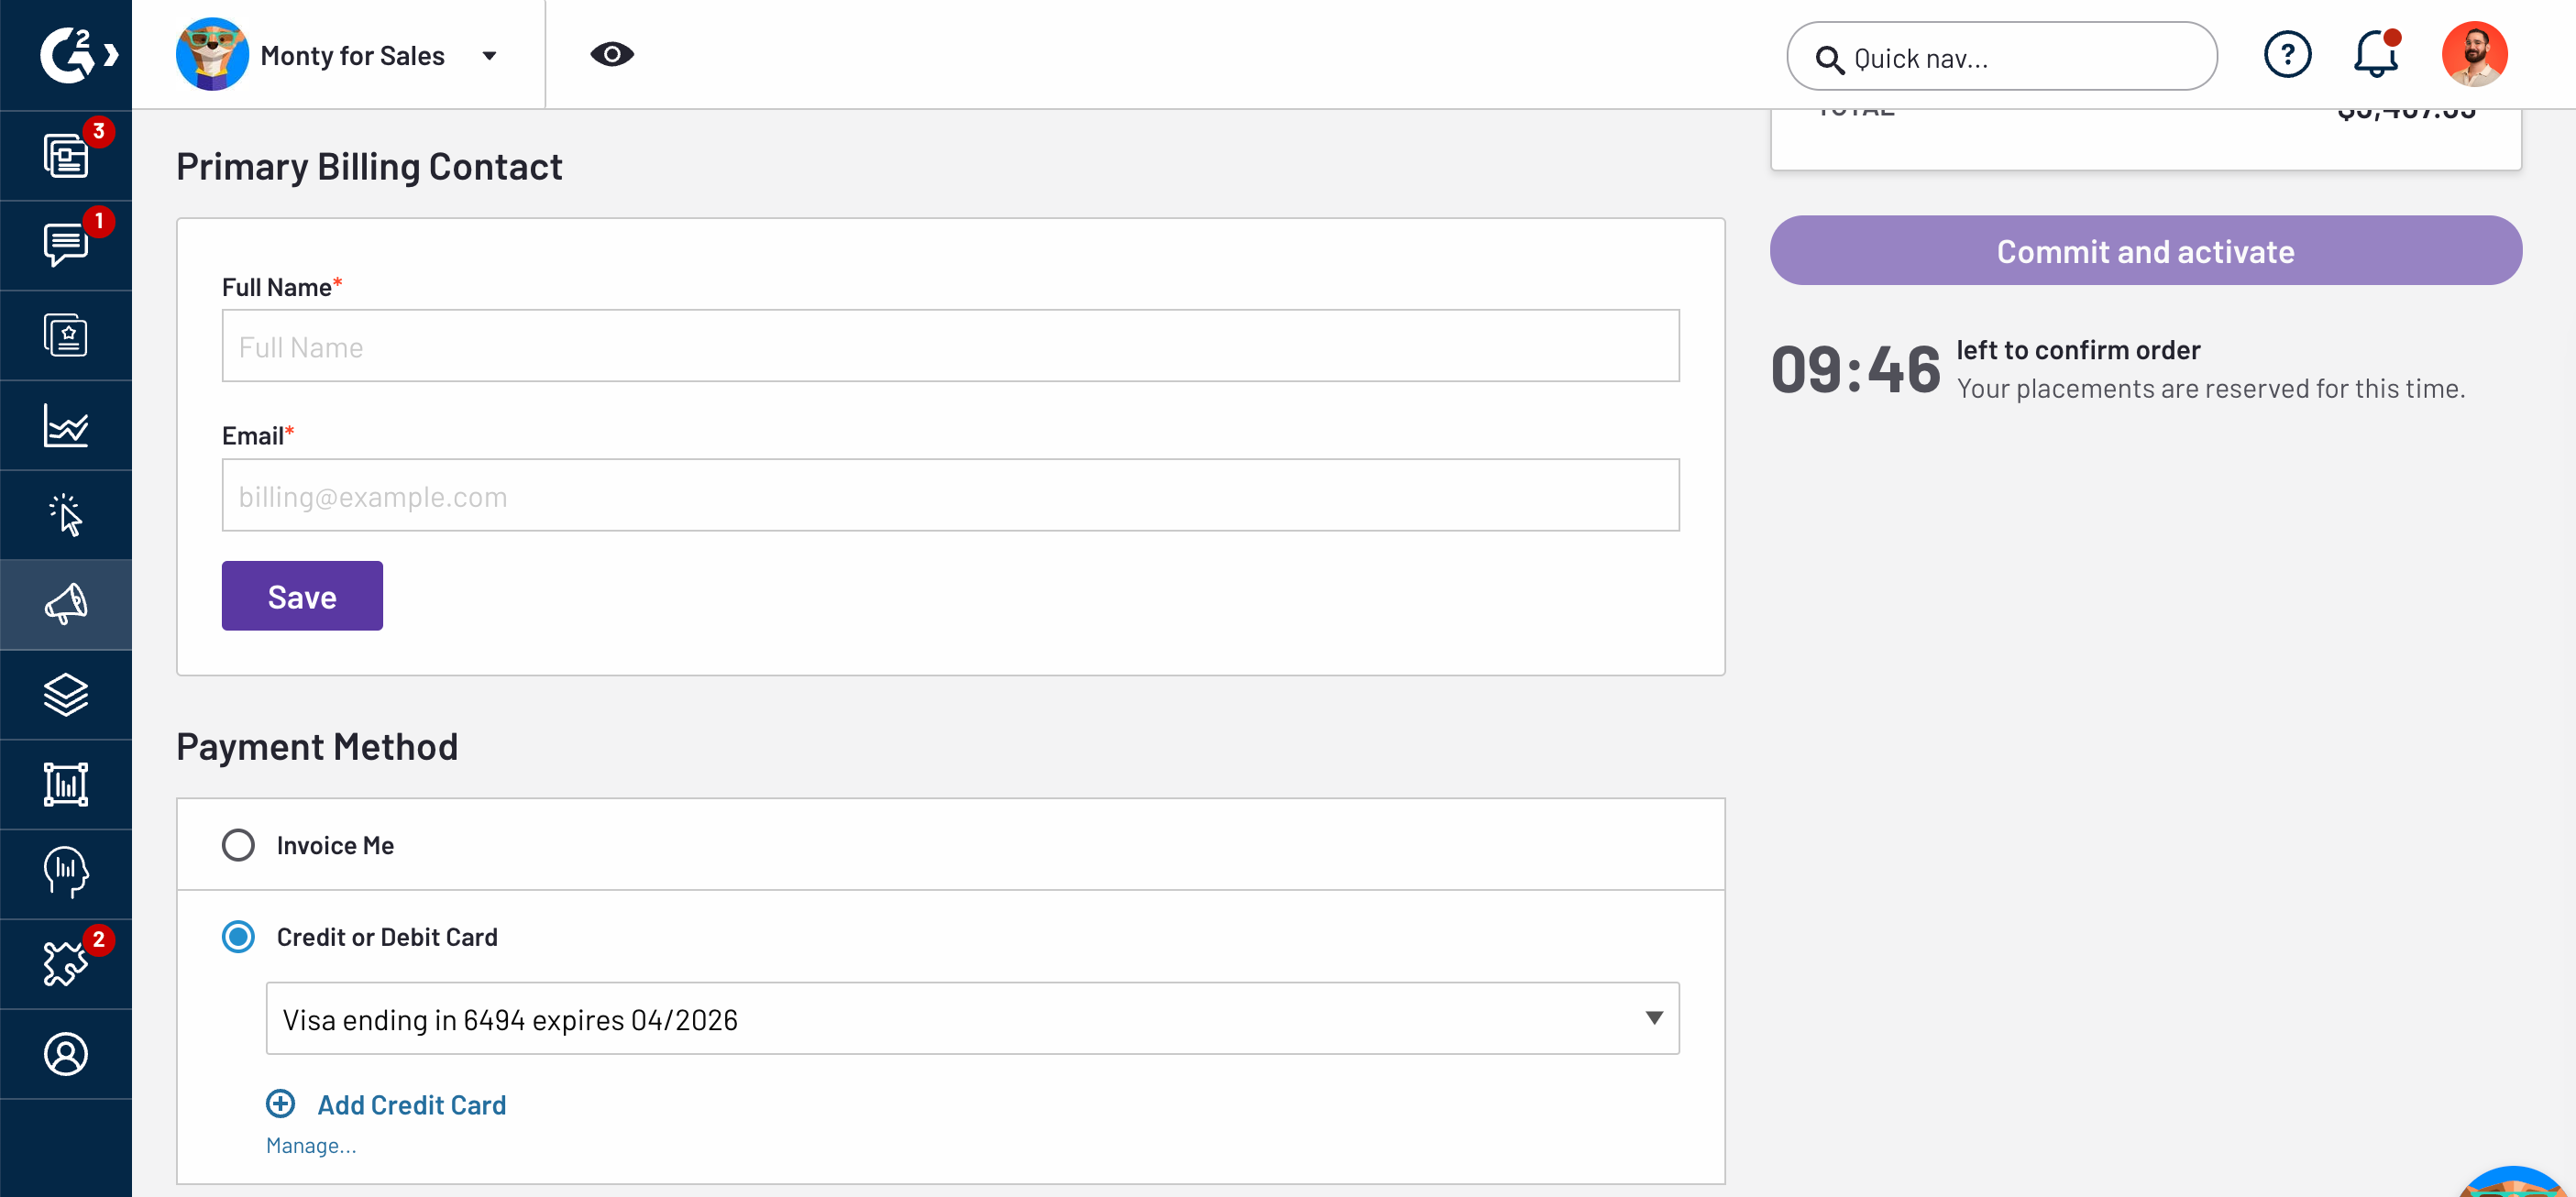 G2
Monty for Sales
Quick nav...
?
3
1
2
Primary Billing Contact
Full Name*
Full Name
Email*
billing@example.com
Save
Payment Method
Invoice Me
Credit or Debit Card
Visa ending in 6494 expires 04/2026
Add Credit Card
Manage...
TOTAL
Commit and activate
09:46
left to confirm order
Your placements are reserved for this time.